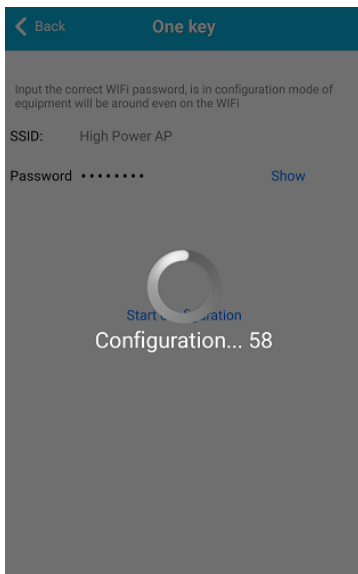 Back One key
Input the correct WIFi password, is in configuration mode of
equipment will be around even on the WIFi
SSID: High Power AP
Password •••••••• Show
Start configuration
Configuration... 58